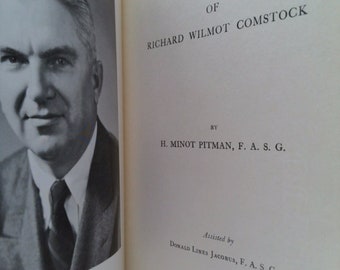 OF
RICHARD WILMOT COMSTOCK
BY
H. MINOT PITMAN, F. A. S. G.
Assisted by
DONALD LINES JACOBUS, F. A. S. G.